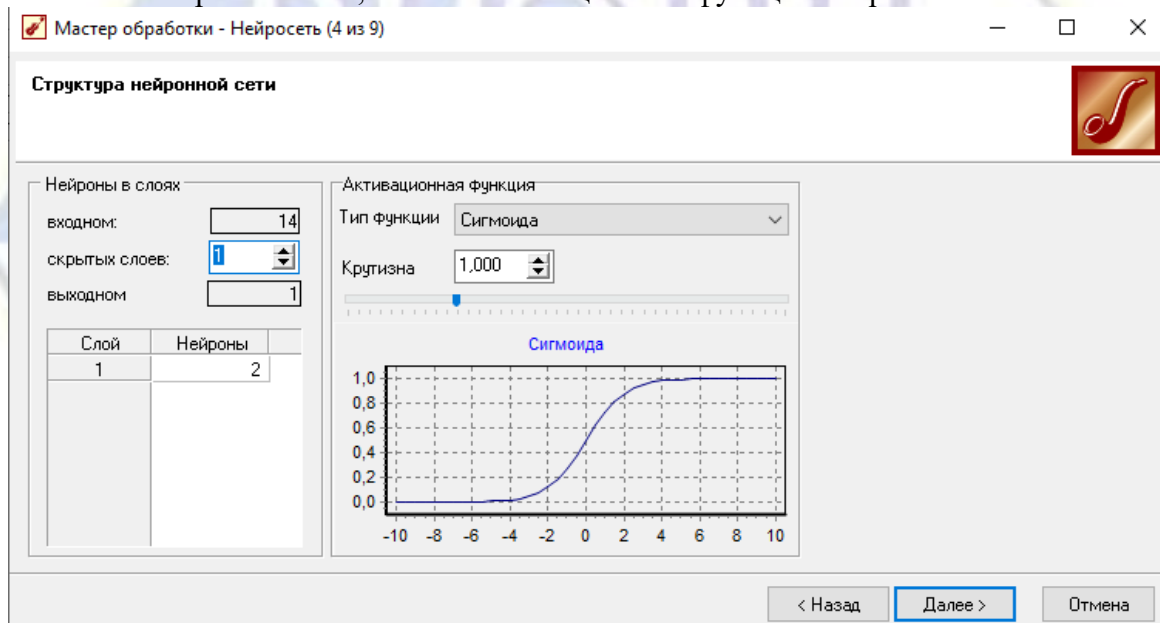 Мастер обработки - Нейросеть (4 из 9)
Структура нейронной сети
Нейроны в слоях
входном: 14
скрытых слоев: 1
выходном 1
Слой Нейроны
1 2
Активационная функция
Тип функции Сигмоида
Крутизна 1,000
Сигмоида
1,0
0,8
0,6
0,4
0,2
0,0
-10 -8 -6 -4 -2 0 2 4 6 8 10
< Назад Далее > Отмена